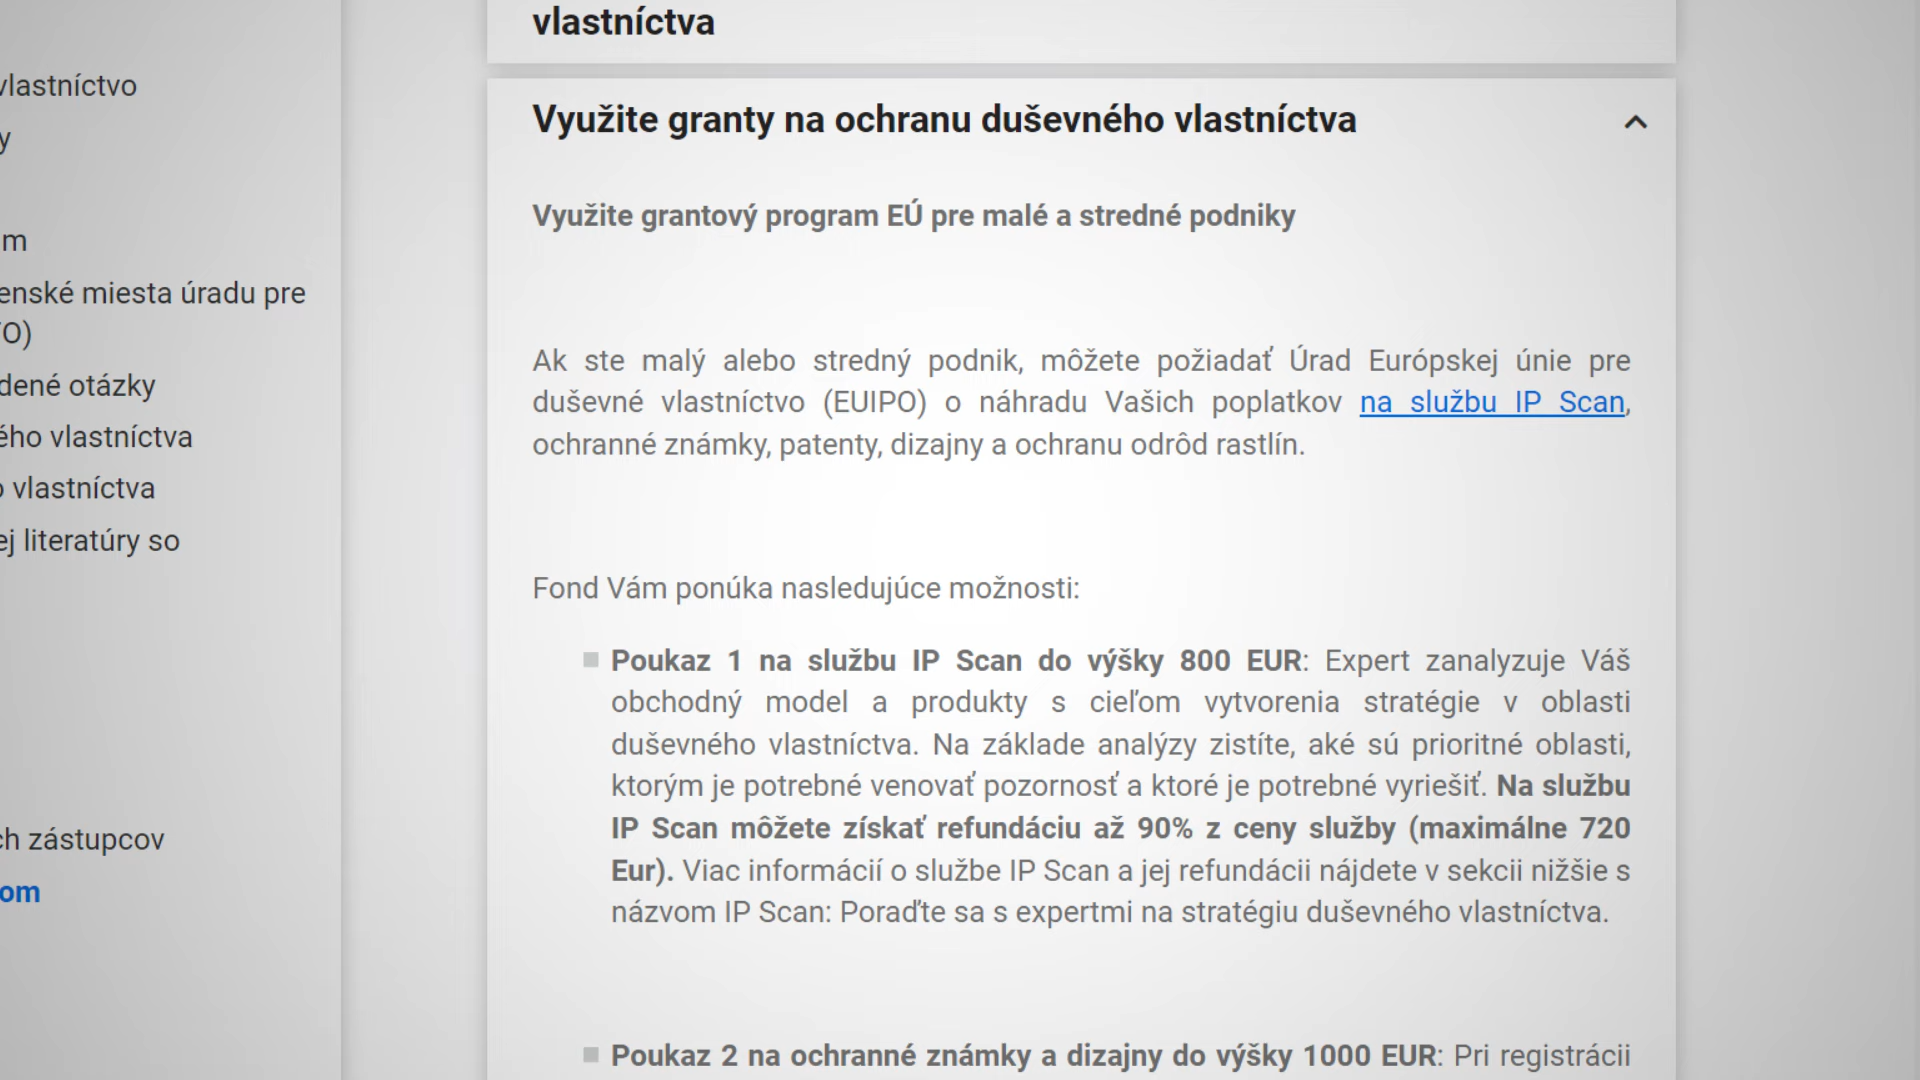 vlastníctva
vlastníctvo
y
m
enské miesta úradu pre
O)
dené otázky
ého vlastníctva
o vlastníctva
ej literatúry so
ch zástupcov
om
Využite granty na ochranu duševného vlastníctva
Využite grantový program EÚ pre malé a stredné podniky
Ak ste malý alebo stredný podnik, môžete požiadať Úrad Európskej únie pre
duševné vlastníctvo (EUIPO) o náhradu Vašich poplatkov na službu IP Scan,
ochranné známky, patenty, dizajny a ochranu odrôd rastlín.
Fond Vám ponúka nasledujúce možnosti:
Poukaz 1 na službu IP Scan do výšky 800 EUR: Expert zanalyzuje Váš
obchodný model a produkty s cieľom vytvorenia stratégie v oblasti
duševného vlastníctva. Na základe analýzy zistíte, aké sú prioritné oblasti,
ktorým je potrebné venovať pozornosť a ktoré je potrebné vyriešiť. Na službu
IP Scan môžete získať refundáciu až 90% z ceny služby (maximálne 720
Eur). Viac informácií o službe IP Scan a jej refundácii nájdete v sekcii nižšie s
názvom IP Scan: Poraďte sa s expertmi na stratégiu duševného vlastníctva.
Poukaz 2 na ochranné známky a dizajny do výšky 1000 EUR: Pri registrácii